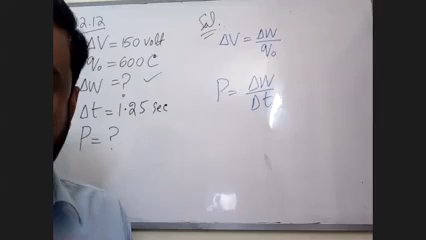 2.12
ΔV = 150 volt
q₀ = 600 C
ΔW = ? ✓
Δt = 1.25 sec
P = ?
Sol.
ΔV = ΔW / q₀
P = ΔW / Δt